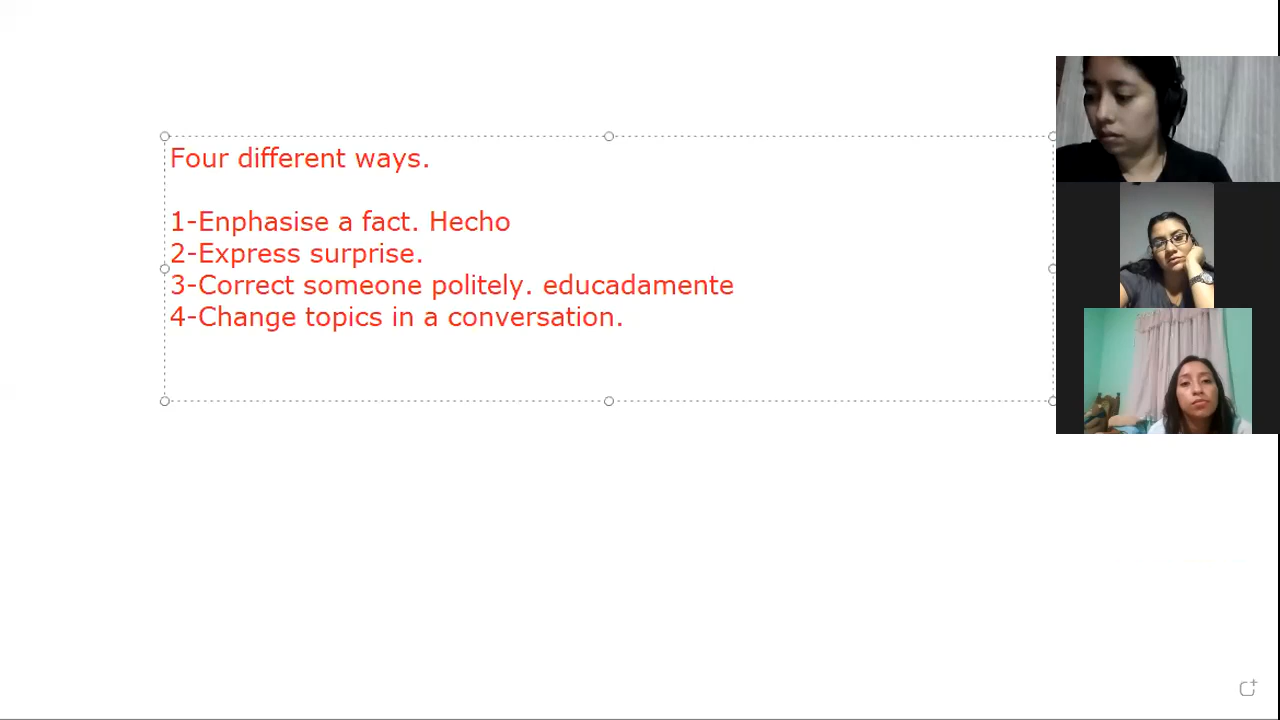 Four different ways.
1-Enphasise a fact. Hecho
2-Express surprise.
3-Correct someone politely. educadamente
4-Change topics in a conversation.